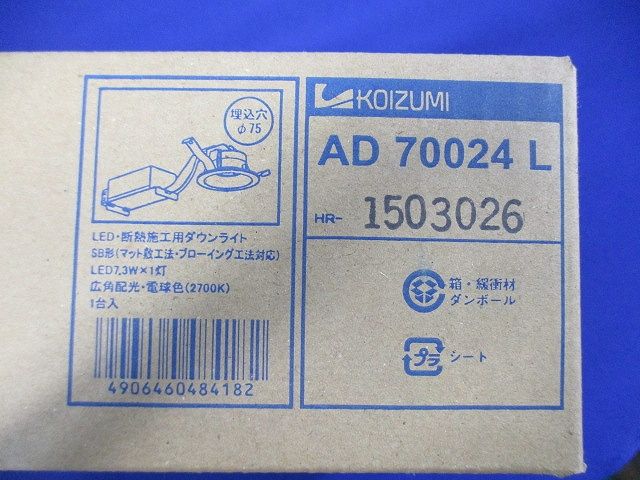 埋込穴
φ75
LED・断熱施工用ダウンライト
SB形(マット敷工法・ブローイング工法対応)
LED7.3W×1灯
広角配光・電球色(2700K)
1台入
4906460484182
KOIZUMI
AD 70024 L
HR- 1503026
箱・緩衝材
ダンボール
プラ シート